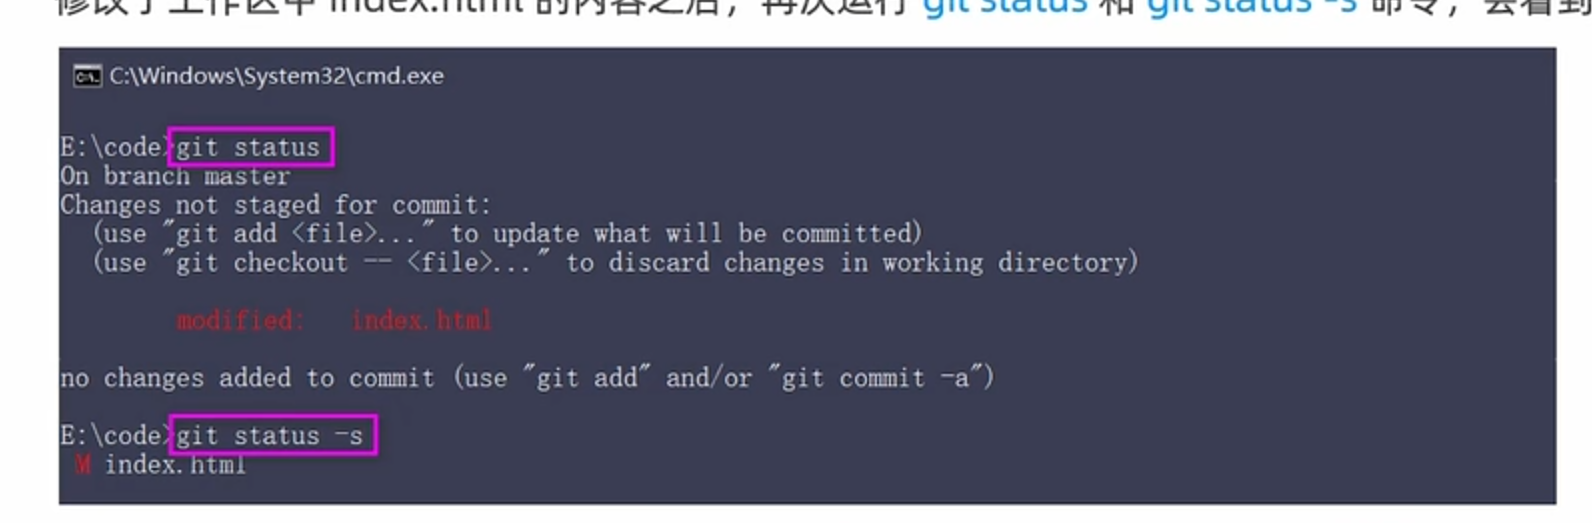 修改了工作区中 index.html 的内容之后，再次运行 git status 和 git status -s 命令，会看到
C:\Windows\System32\cmd.exe
E:\code>git status
On branch master
Changes not staged for commit:
(use "git add <file>..." to update what will be committed)
(use "git checkout -- <file>..." to discard changes in working directory)
modified: index.html
no changes added to commit (use "git add" and/or "git commit -a")
E:\code>git status -s
M index.html